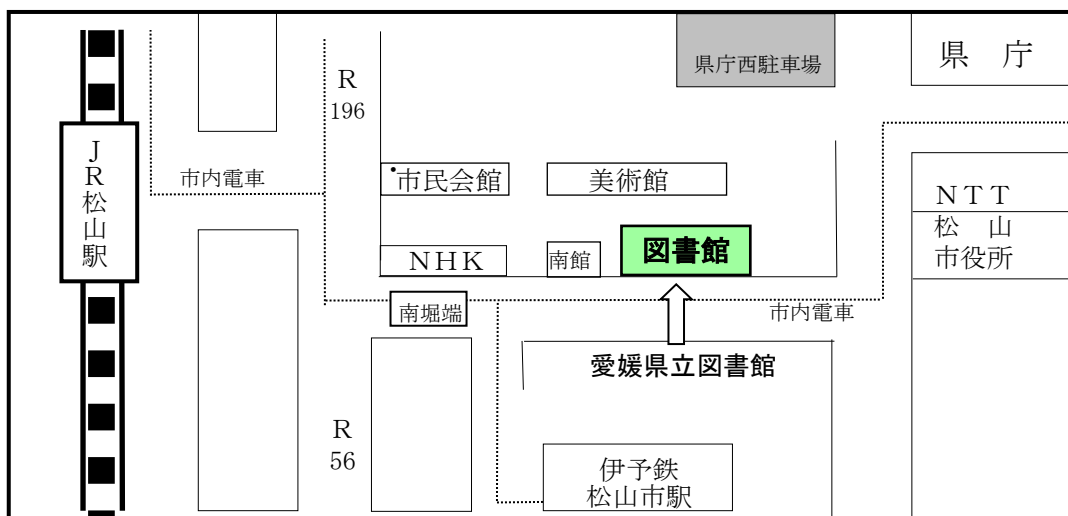 県庁西駐車場
県 庁
R
196
JR松山駅
市内電車
市民会館
美術館
NTT
松 山
市役所
図書館
NHK
南館
南堀端
市内電車
愛媛県立図書館
R
56
伊予鉄
松山市駅